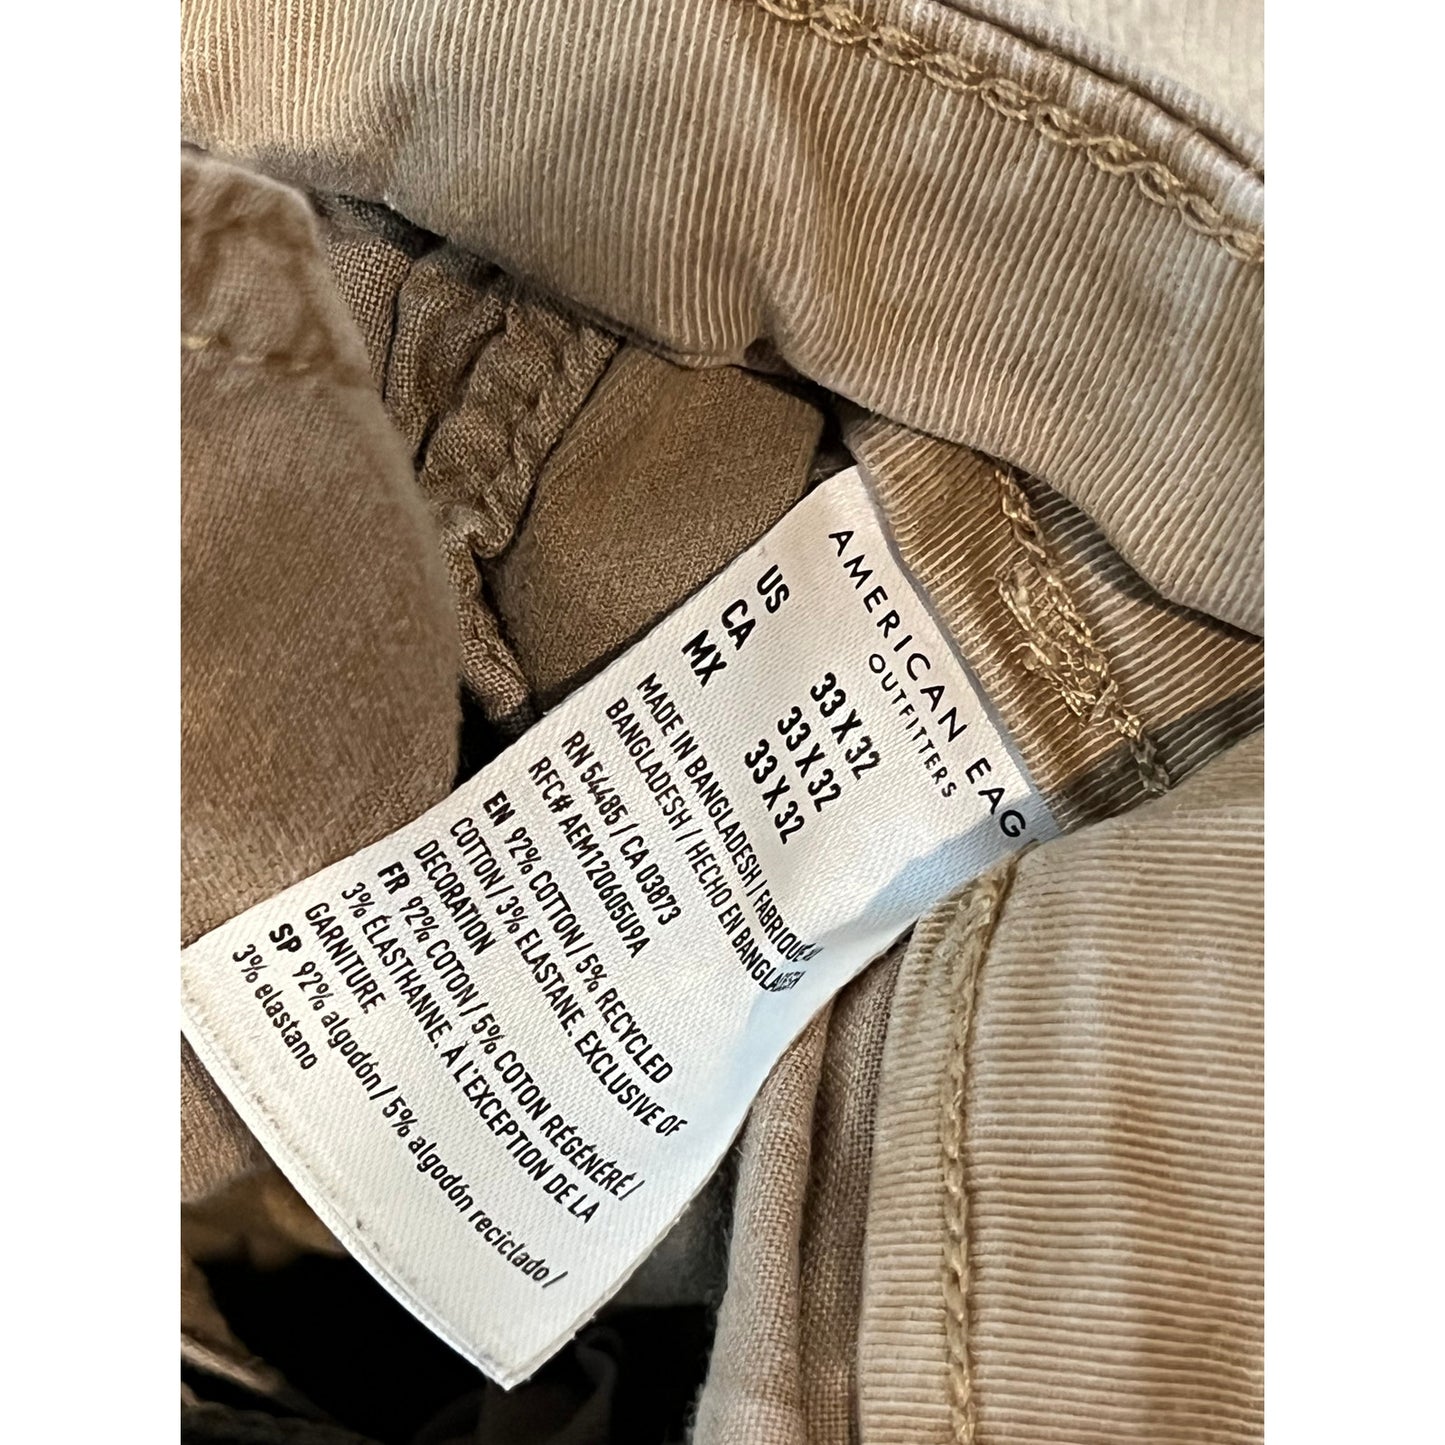 AMERICAN EAG
OUTFITTERS
US 33 X 32
CA 33 X 32
MX 33 X 32
MADE IN BANGLADESH / FABRIQUÉ
BANGLADESH / HECHO EN BANGLADESH
RN 54485 / CA 03873
RFC# AEM120605U9A
EN 92% COTTON / 5% RECYCLED
COTTON / 3% ELASTANE. EXCLUSIVE OF
DECORATION
FR 92% COTON / 5% COTON RÉGÉNÉRÉ /
3% ÉLASTHANNE. À L'EXCEPTION DE LA
GARNITURE.
SP 92% algodón / 5% algodón reciclado /
3% elastano